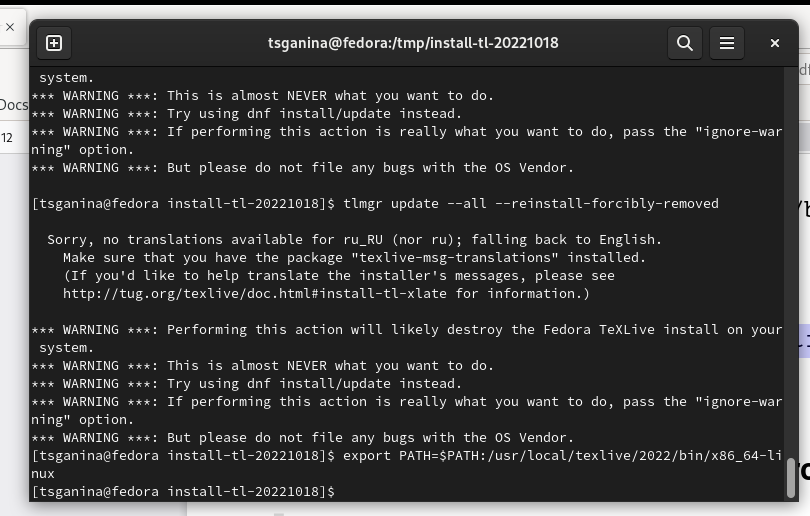 tsganina@fedora:/tmp/install-tl-20221018
Docs
12
system.
*** WARNING ***: This is almost NEVER what you want to do.
*** WARNING ***: Try using dnf install/update instead.
*** WARNING ***: If performing this action is really what you want to do, pass the "ignore-war
ning" option.
*** WARNING ***: But please do not file any bugs with the OS Vendor.
[tsganina@fedora install-tl-20221018]$ tlmgr update --all --reinstall-forcibly-removed
Sorry, no translations available for ru_RU (nor ru); falling back to English.
Make sure that you have the package "texlive-msg-translations" installed.
(If you'd like to help translate the installer's messages, please see
http://tug.org/texlive/doc.html#install-tl-xlate for information.)
*** WARNING ***: Performing this action will likely destroy the Fedora TeXLive install on your
system.
*** WARNING ***: This is almost NEVER what you want to do.
*** WARNING ***: Try using dnf install/update instead.
*** WARNING ***: If performing this action is really what you want to do, pass the "ignore-war
ning" option.
*** WARNING ***: But please do not file any bugs with the OS Vendor.
[tsganina@fedora install-tl-20221018]$ export PATH=$PATH:/usr/local/texlive/2022/bin/x86_64-li
nux
[tsganina@fedora install-tl-20221018]$